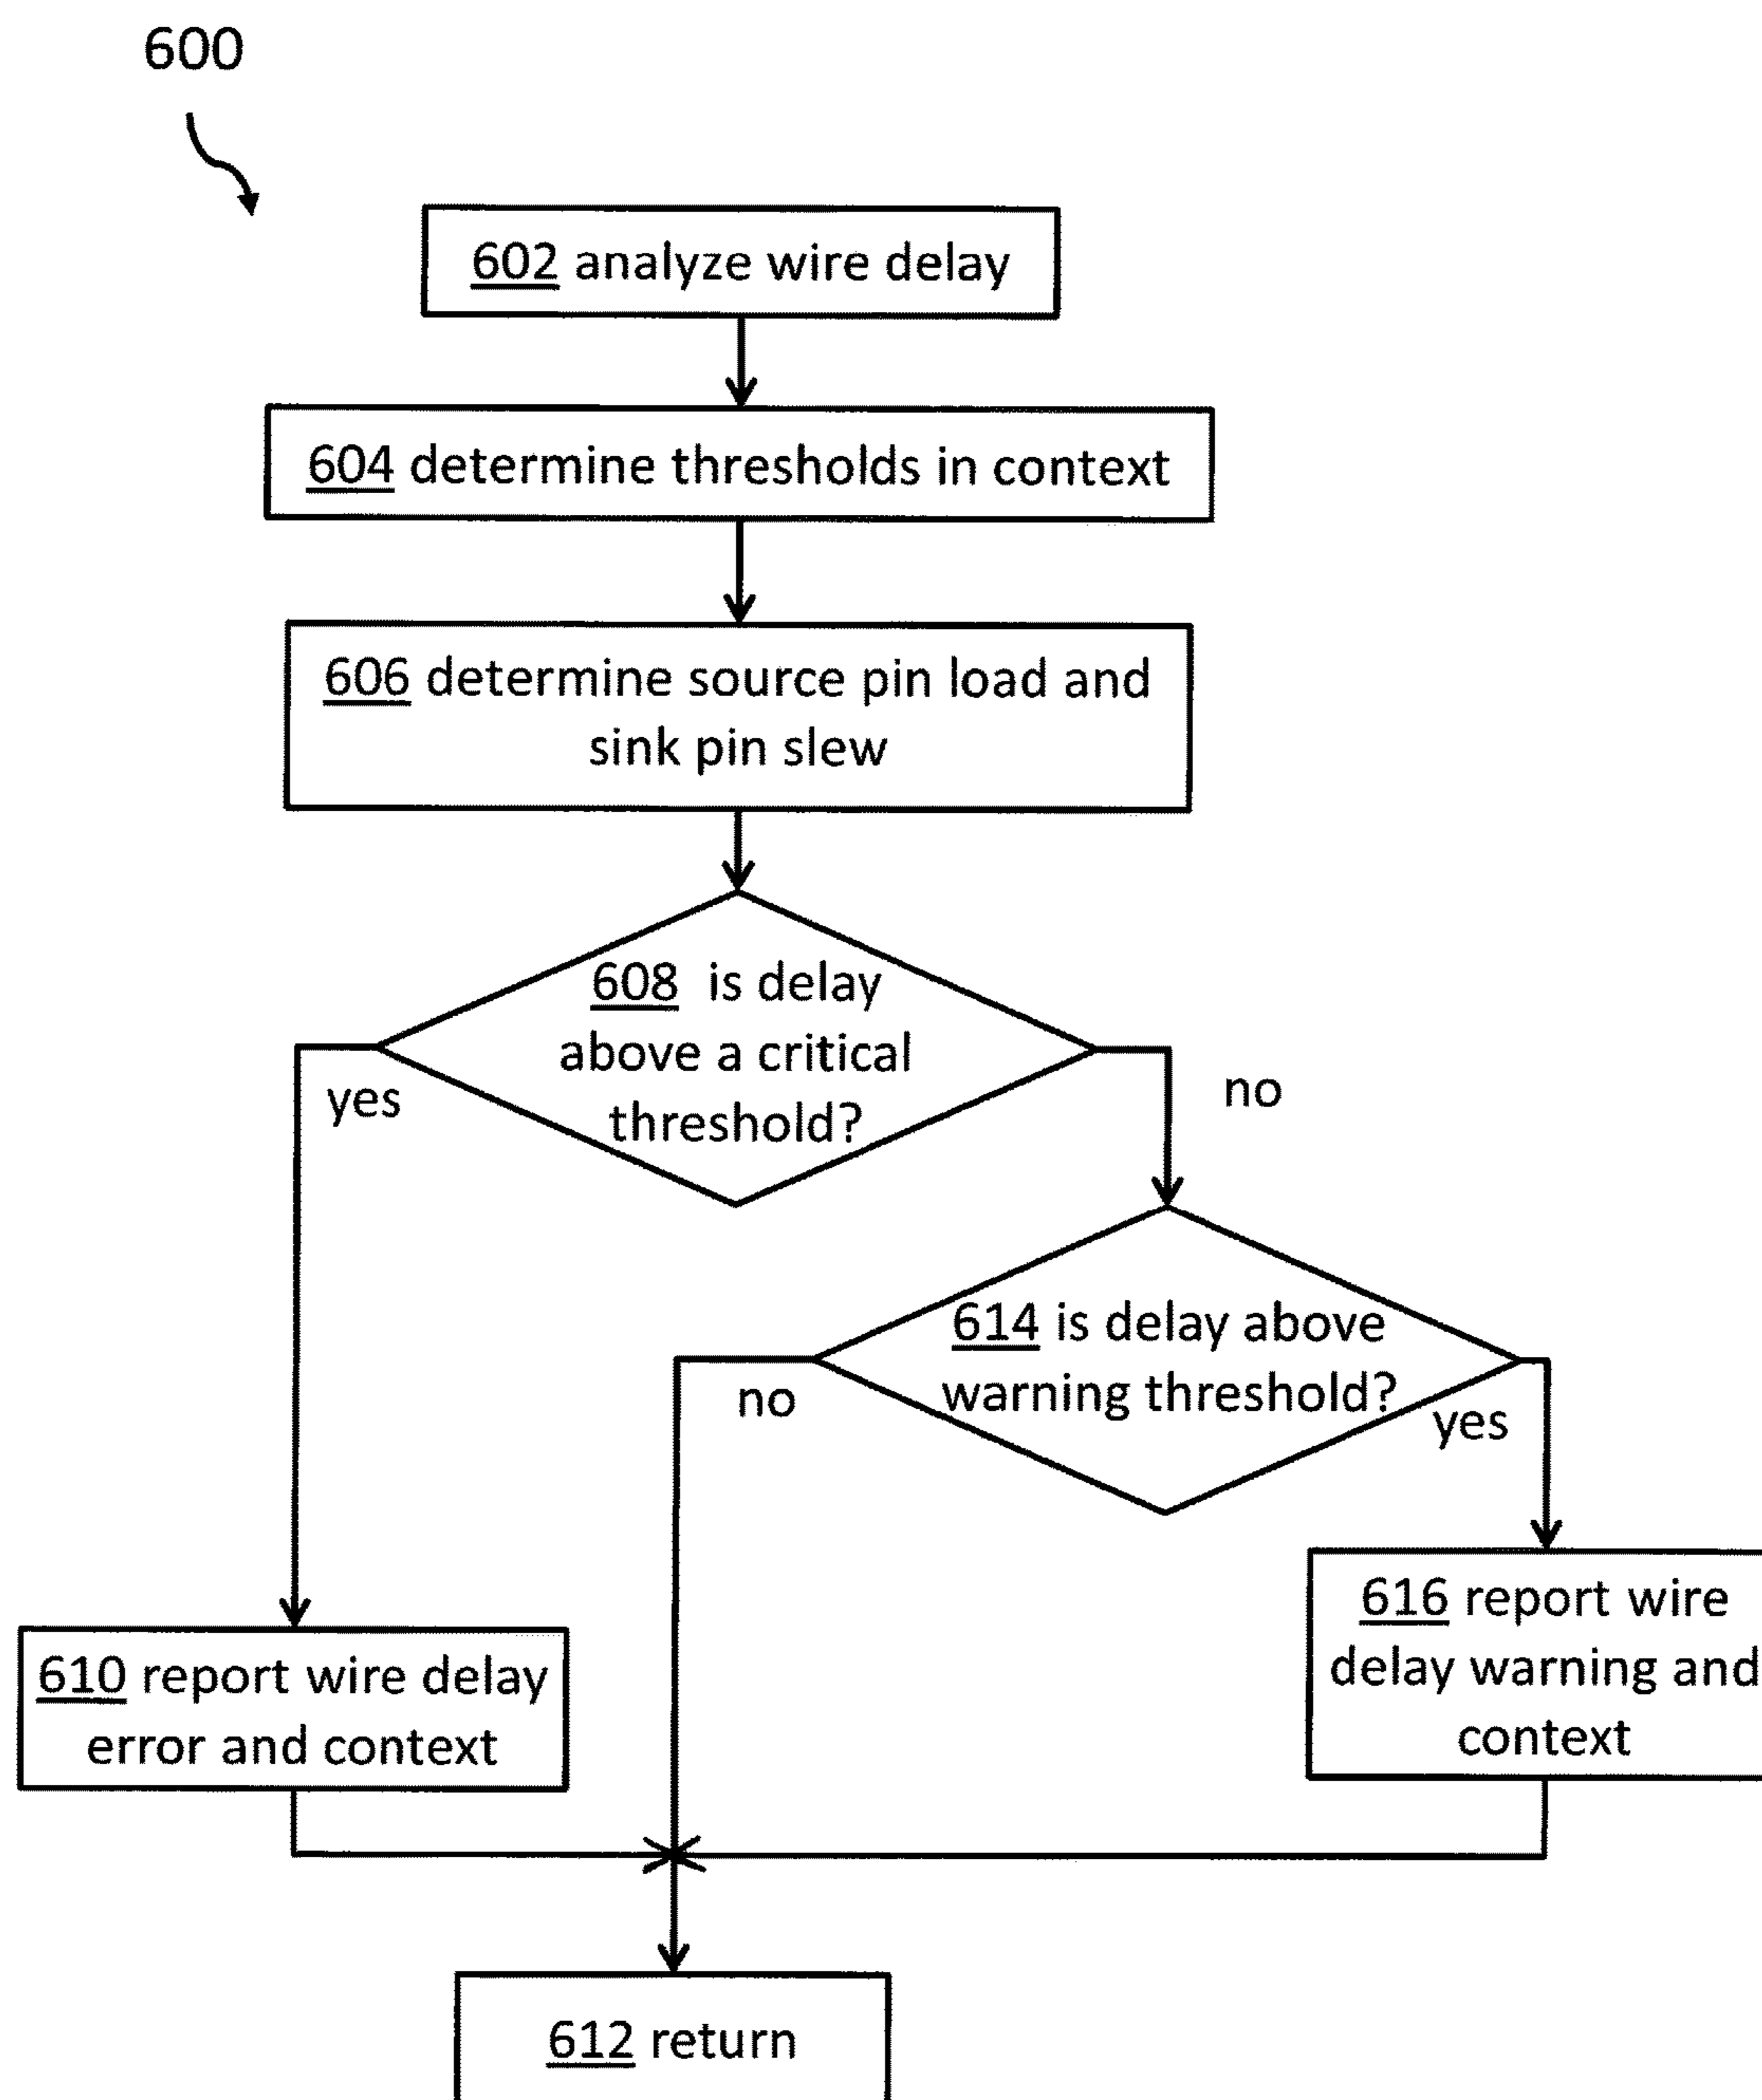 600
602 analyze wire delay
604 determine thresholds in context
606 determine source pin load and
sink pin slew
608 is delay
above a critical
threshold?
yes
no
614 is delay above
warning threshold?
no
yes
616 report wire
delay warning and
context
610 report wire delay
error and context
612 return